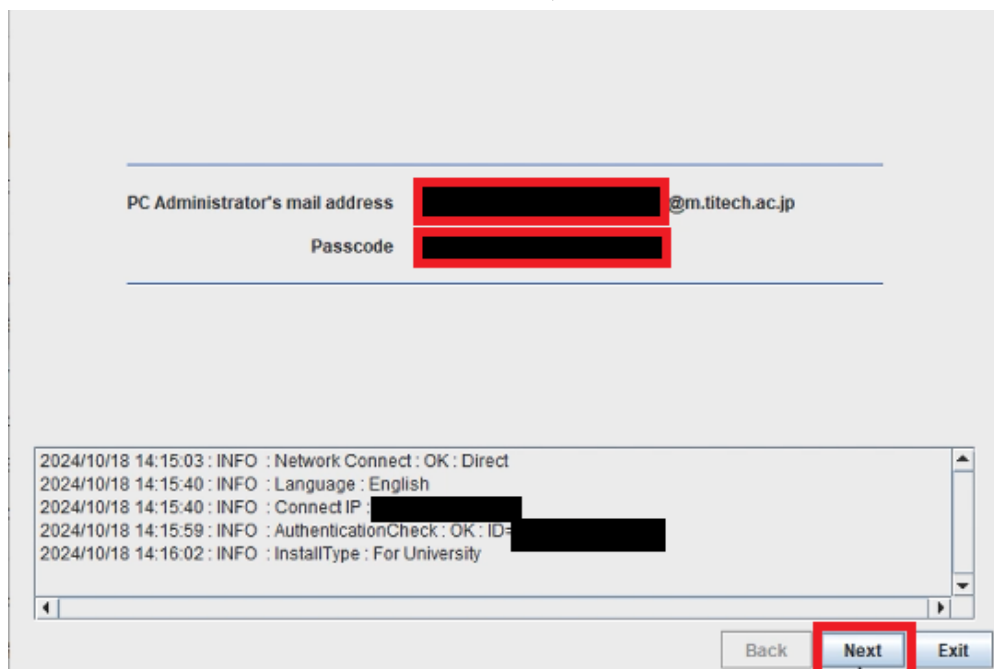 PC Administrator's mail address @m.titech.ac.jp
Passcode
2024/10/18 14:15:03 : INFO : Network Connect : OK : Direct
2024/10/18 14:15:40 : INFO : Language : English
2024/10/18 14:15:40 : INFO : Connect IP :
2024/10/18 14:15:59 : INFO : AuthenticationCheck : OK : ID=
2024/10/18 14:16:02 : INFO : InstallType : For University
Back Next Exit